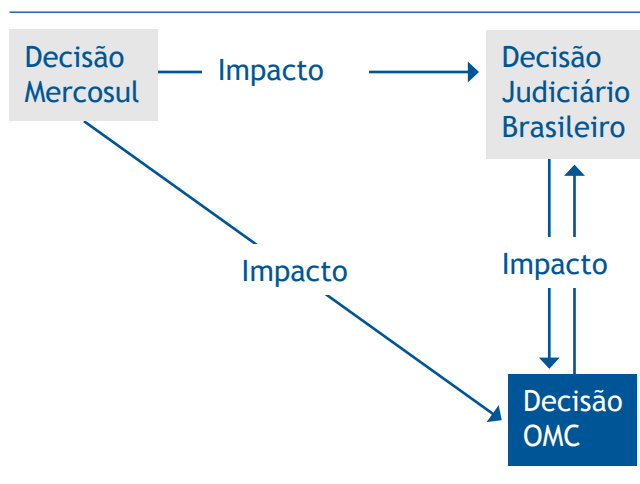 Decisão
Mercosul
Impacto
Decisão
Judiciário
Brasileiro
Impacto
Impacto
Decisão
OMC